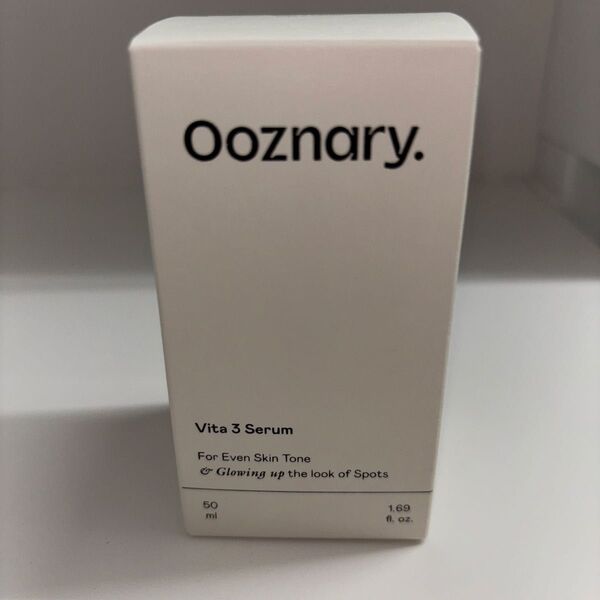 Ooznary.
Vita 3 Serum
For Even Skin Tone
& Glowing up the look of Spots
50
ml
1.69
fl. oz.